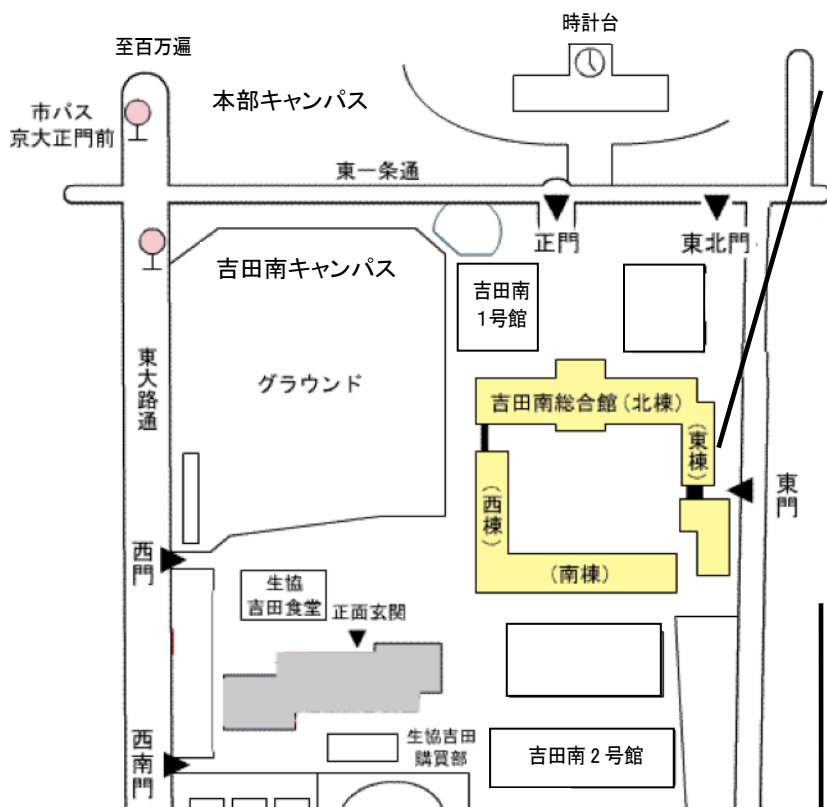 時計台
至百万遍
本部キャンパス
市バス
京大正門前
東一条通
正門
東北門
吉田南キャンパス
吉田南
１号館
東大路通
グラウンド
吉田南総合館(北棟)
(東棟)
(西棟)
東門
西門
(南棟)
生協
吉田食堂
正面玄関
西南門
生協吉田
購買部
吉田南２号館